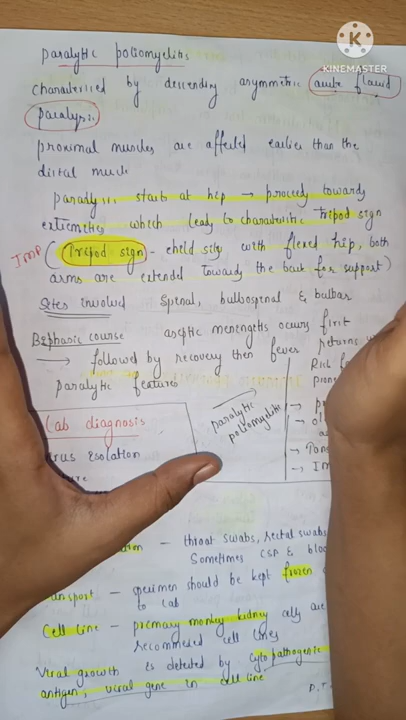 KINEMASTER
paralytic poliomyelitis
characterised by descending asymmetric acute flaccid
paralysis
proximal muscles are affected earlier than the
distal muscle
paralysis starts at hip → proceed towards
extremities which leads to characteristic tripod sign
IMP ( Tripod sign - child sits with flexed hip, both
arms are extended towards the back for support)
Sites involved Spinal, bulbospinal & bulbar
Biphasic course aseptic meningitis occurs first
→ followed by recovery then fever returns
paralytic features
paralytic
poliomyelitis
Lab diagnosis
isolation
throat swabs, rectal swabs
Sometimes CSF &
specimen should be kept frozen
to lab
Cell line - primary monkey kidney cells are
recommended cell lines
Viral growth is detected by cytopathogenic
antigen, viral gene in cell line
P.T.